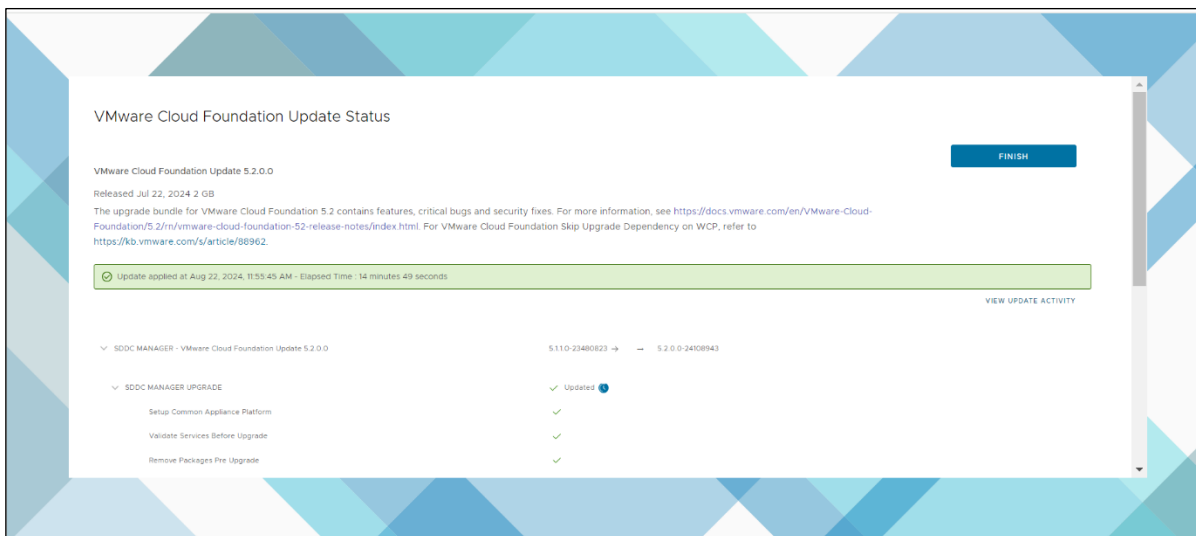 VMware Cloud Foundation Update Status
FINISH
VMware Cloud Foundation Update 5.2.0.0
Released Jul 22, 2024 2 GB
The upgrade bundle for VMware Cloud Foundation 5.2 contains features, critical bugs and security fixes. For more information, see https://docs.vmware.com/en/VMware-Cloud-
Foundation/5.2/rn/vmware-cloud-foundation-52-release-notes/index.html. For VMware Cloud Foundation Skip Upgrade Dependency on WCP, refer to
https://kb.vmware.com/s/article/88962.
Update applied at Aug 22, 2024, 11:55:45 AM - Elapsed Time : 14 minutes 49 seconds
VIEW UPDATE ACTIVITY
SDDC MANAGER - VMware Cloud Foundation Update 5.2.0.0 5.1.1.0-23480823 → → 5.2.0.0-24108943
SDDC MANAGER UPGRADE Updated
Setup Common Appliance Platform
Validate Services Before Upgrade
Remove Packages Pre Upgrade